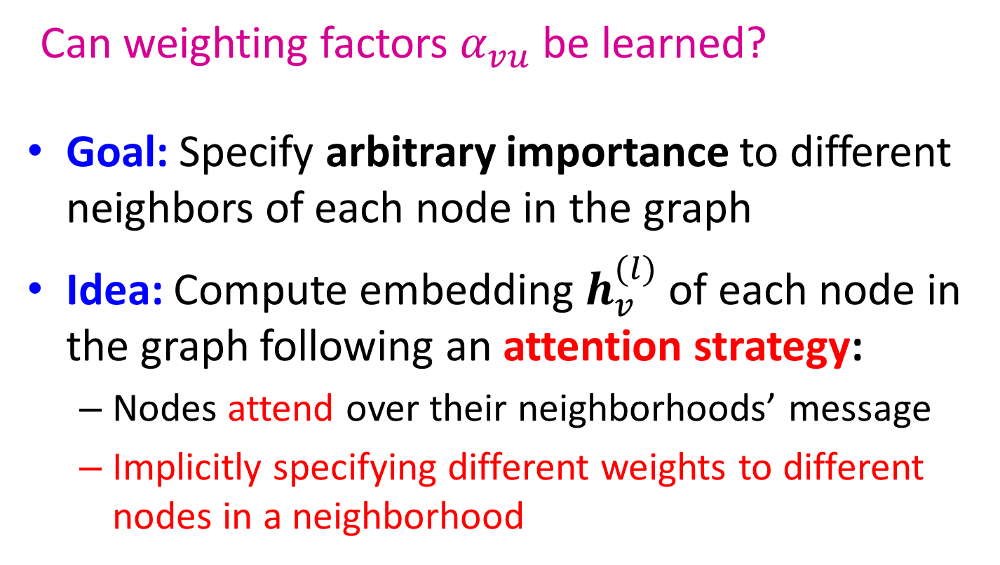 Can weighting factors $\alpha_{vu}$ be learned?
• Goal: Specify arbitrary importance to different
neighbors of each node in the graph
• Idea: Compute embedding $\boldsymbol{h}_v^{(l)}$ of each node in
the graph following an attention strategy:
– Nodes attend over their neighborhoods’ message
– Implicitly specifying different weights to different
nodes in a neighborhood